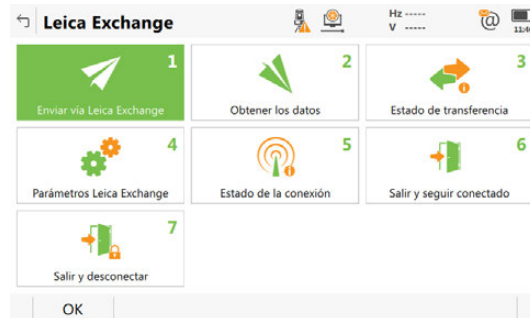 Leica Exchange
Hz -----
V -----
@
1
Enviar vía Leica Exchange
2
Obtener los datos
3
Estado de transferencia
4
Parámetros Leica Exchange
5
Estado de la conexión
6
Salir y seguir conectado
7
Salir y desconectar
OK